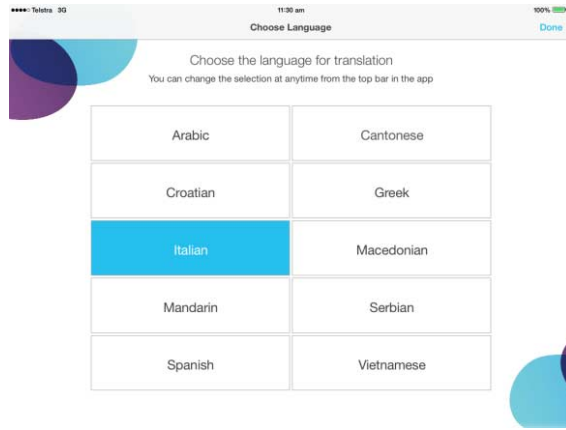 Telstra 3G 11:30 am 100%
Choose Language Done
Choose the language for translation
You can change the selection at anytime from the top bar in the app
Arabic Cantonese
Croatian Greek
Italian Macedonian
Mandarin Serbian
Spanish Vietnamese